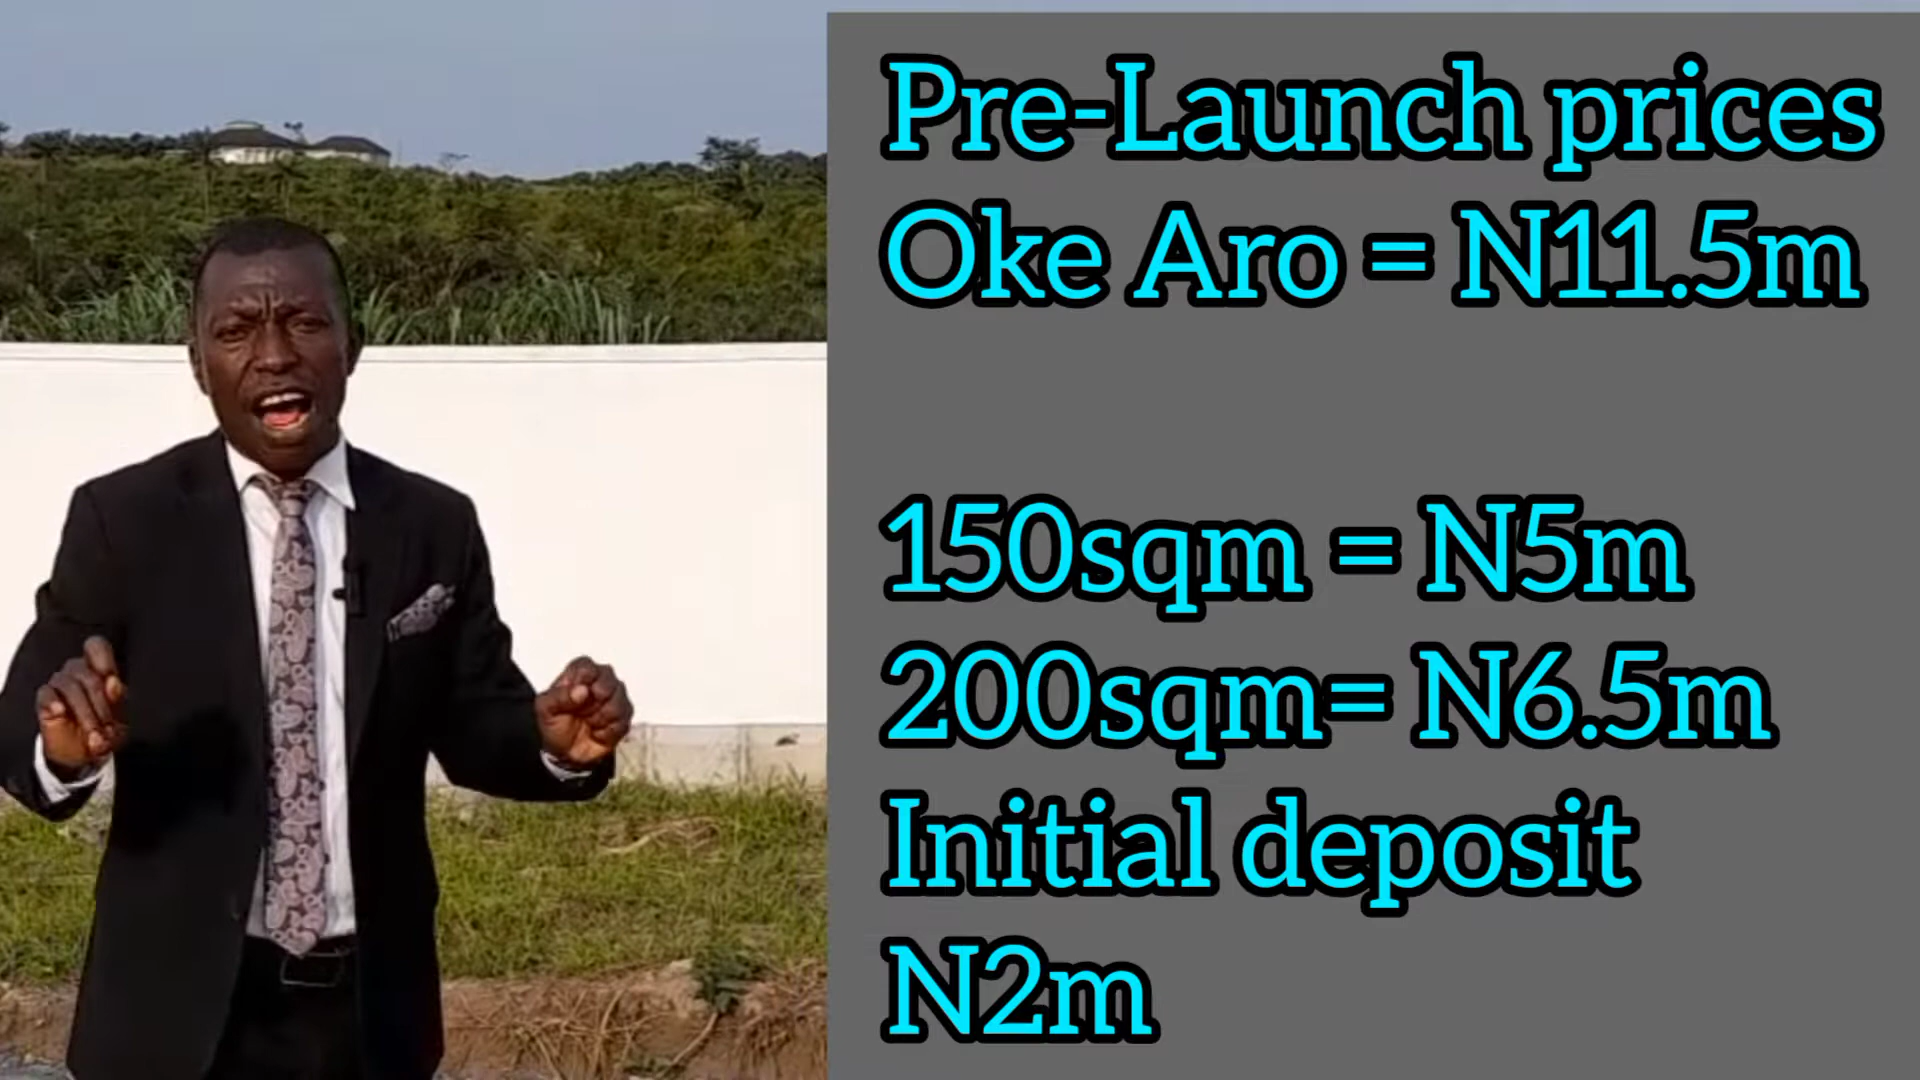 Pre-Launch prices
Oke Aro = N11.5m
150sqm = N5m
200sqm= N6.5m
Initial deposit
N2m